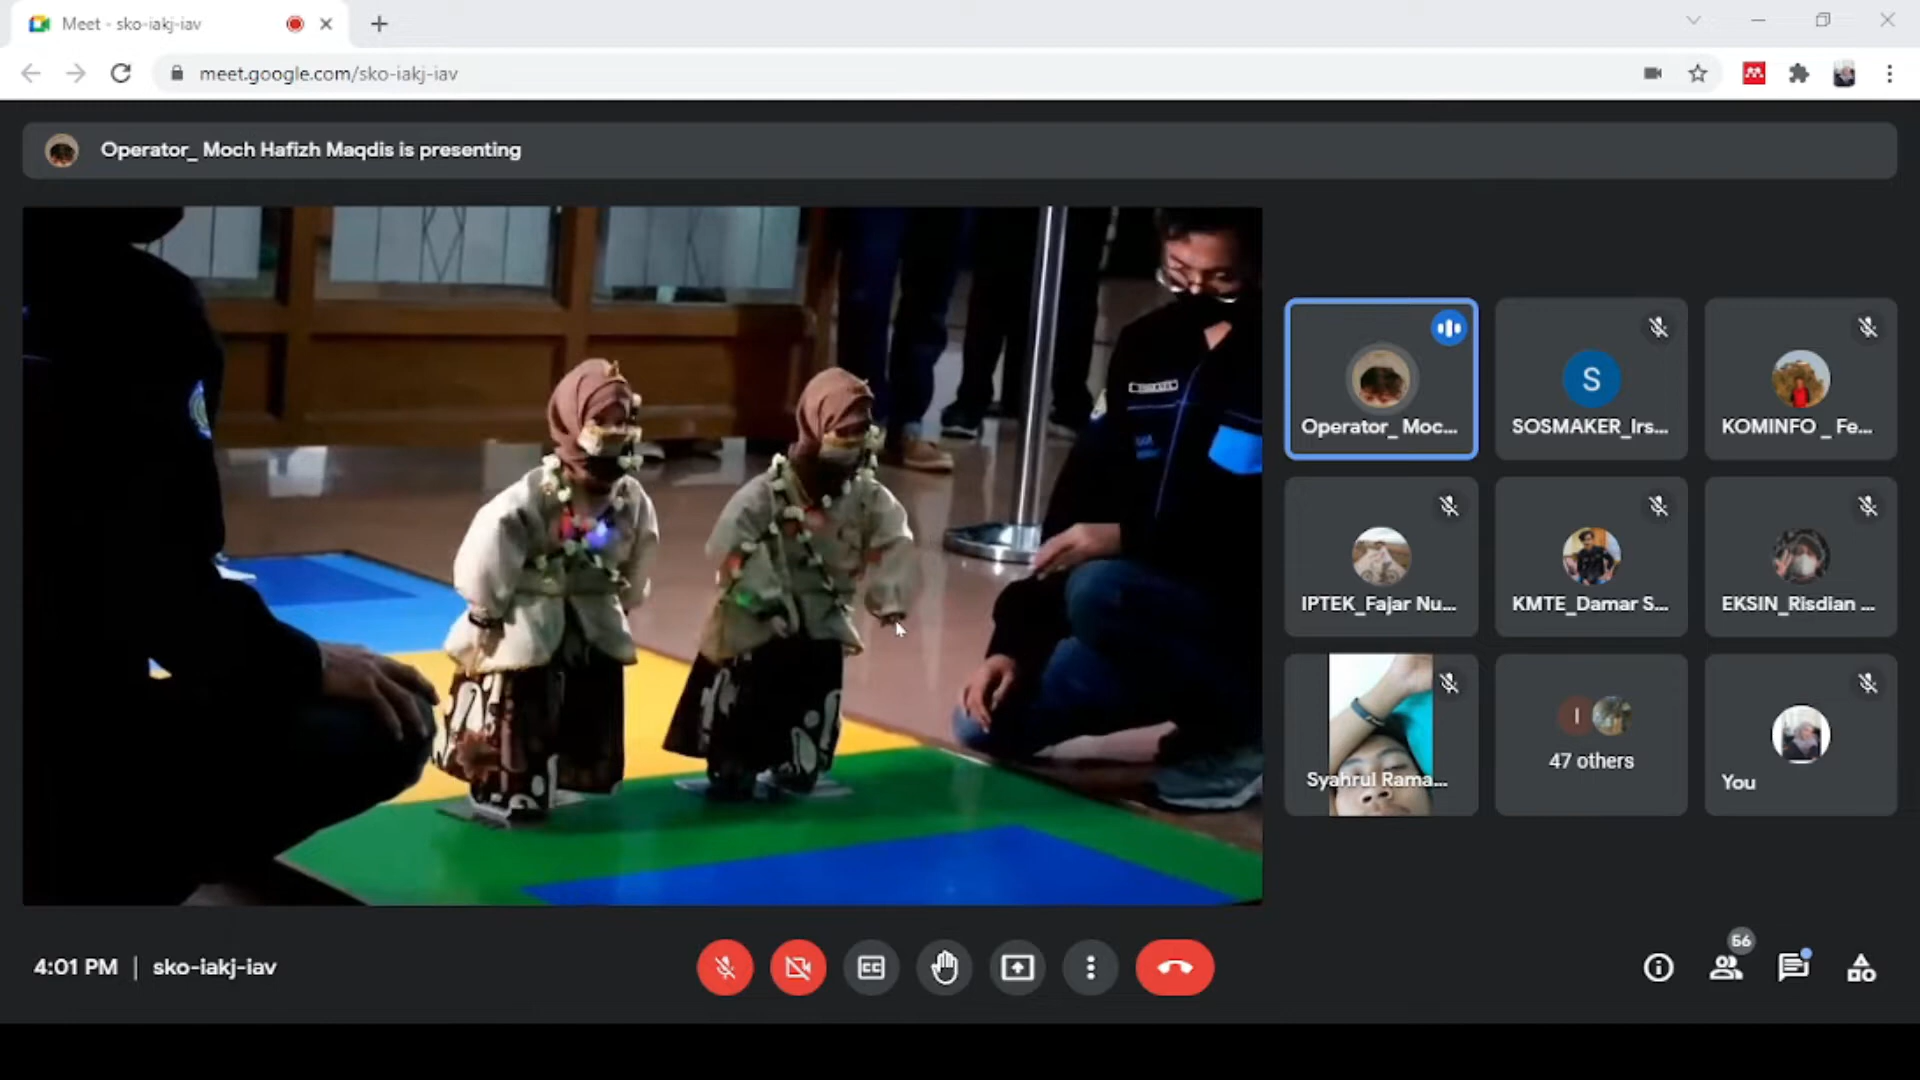 Meet - sko-iakj-iav
meet.google.com/sko-iakj-iav
Operator_ Moch Hafizh Maqdis is presenting
Operator_ Moc...
S
SOSMAKER_Irs...
KOMINFO _ Fe...
IPTEK_Fajar Nu...
KMTE_Damar S...
EKSIN_Risdian ...
Syahrul Rama...
I
47 others
You
4:01 PM | sko-iakj-iav
CC
56